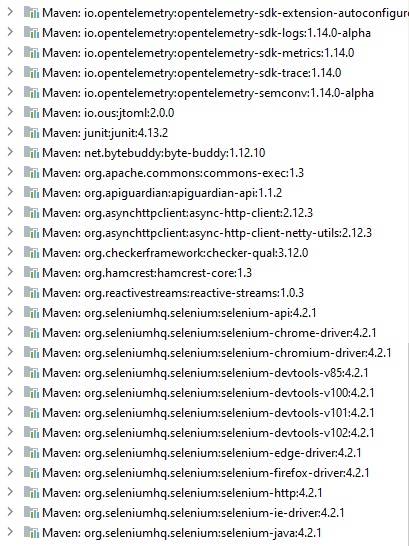 Maven: io.opentelemetry:opentelemetry-sdk-extension-autoconfigure
Maven: io.opentelemetry:opentelemetry-sdk-logs:1.14.0-alpha
Maven: io.opentelemetry:opentelemetry-sdk-metrics:1.14.0
Maven: io.opentelemetry:opentelemetry-sdk-trace:1.14.0
Maven: io.opentelemetry:opentelemetry-semconv:1.14.0-alpha
Maven: io.ous:jtoml:2.0.0
Maven: junit:junit:4.13.2
Maven: net.bytebuddy:byte-buddy:1.12.10
Maven: org.apache.commons:commons-exec:1.3
Maven: org.apiguardian:apiguardian-api:1.1.2
Maven: org.asynchttpclient:async-http-client:2.12.3
Maven: org.asynchttpclient:async-http-client-netty-utils:2.12.3
Maven: org.checkerframework:checker-qual:3.12.0
Maven: org.hamcrest:hamcrest-core:1.3
Maven: org.reactivestreams:reactive-streams:1.0.3
Maven: org.seleniumhq.selenium:selenium-api:4.2.1
Maven: org.seleniumhq.selenium:selenium-chrome-driver:4.2.1
Maven: org.seleniumhq.selenium:selenium-chromium-driver:4.2.1
Maven: org.seleniumhq.selenium:selenium-devtools-v85:4.2.1
Maven: org.seleniumhq.selenium:selenium-devtools-v100:4.2.1
Maven: org.seleniumhq.selenium:selenium-devtools-v101:4.2.1
Maven: org.seleniumhq.selenium:selenium-devtools-v102:4.2.1
Maven: org.seleniumhq.selenium:selenium-edge-driver:4.2.1
Maven: org.seleniumhq.selenium:selenium-firefox-driver:4.2.1
Maven: org.seleniumhq.selenium:selenium-http:4.2.1
Maven: org.seleniumhq.selenium:selenium-ie-driver:4.2.1
Maven: org.seleniumhq.selenium:selenium-java:4.2.1